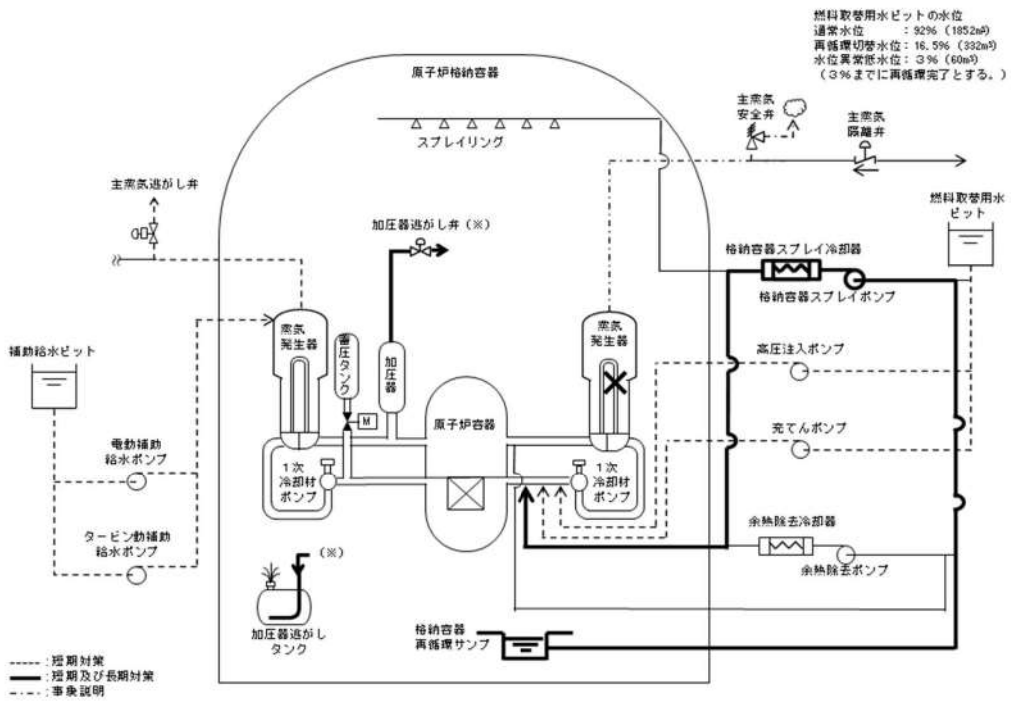 燃料取替用水ピットの水位
通常水位　　　：92％（1852m³）
再循環切替水位：16.5％（332m³）
水位異常低水位：3％（60m³）
（3％までに再循環完了とする。）
原子炉格納容器
主蒸気
安全弁
主蒸気
隔離弁
スプレイリング
主蒸気逃がし弁
燃料取替用水
ピット
加圧器逃がし弁（※）
格納容器スプレイ冷却器
格納容器スプレイポンプ
蒸気
発生器
蓄圧タンク
加圧器
蒸気
発生器
補助給水ピット
高圧注入ポンプ
M
原子炉容器
充てんポンプ
電動補助
給水ポンプ
1次
冷却材
ポンプ
1次
冷却材
ポンプ
余熱除去冷却器
タービン動補助
給水ポンプ
（※）
余熱除去ポンプ
加圧器逃がし
タンク
格納容器
再循環サンプ
：短期対策
：短期及び長期対策
：事象説明